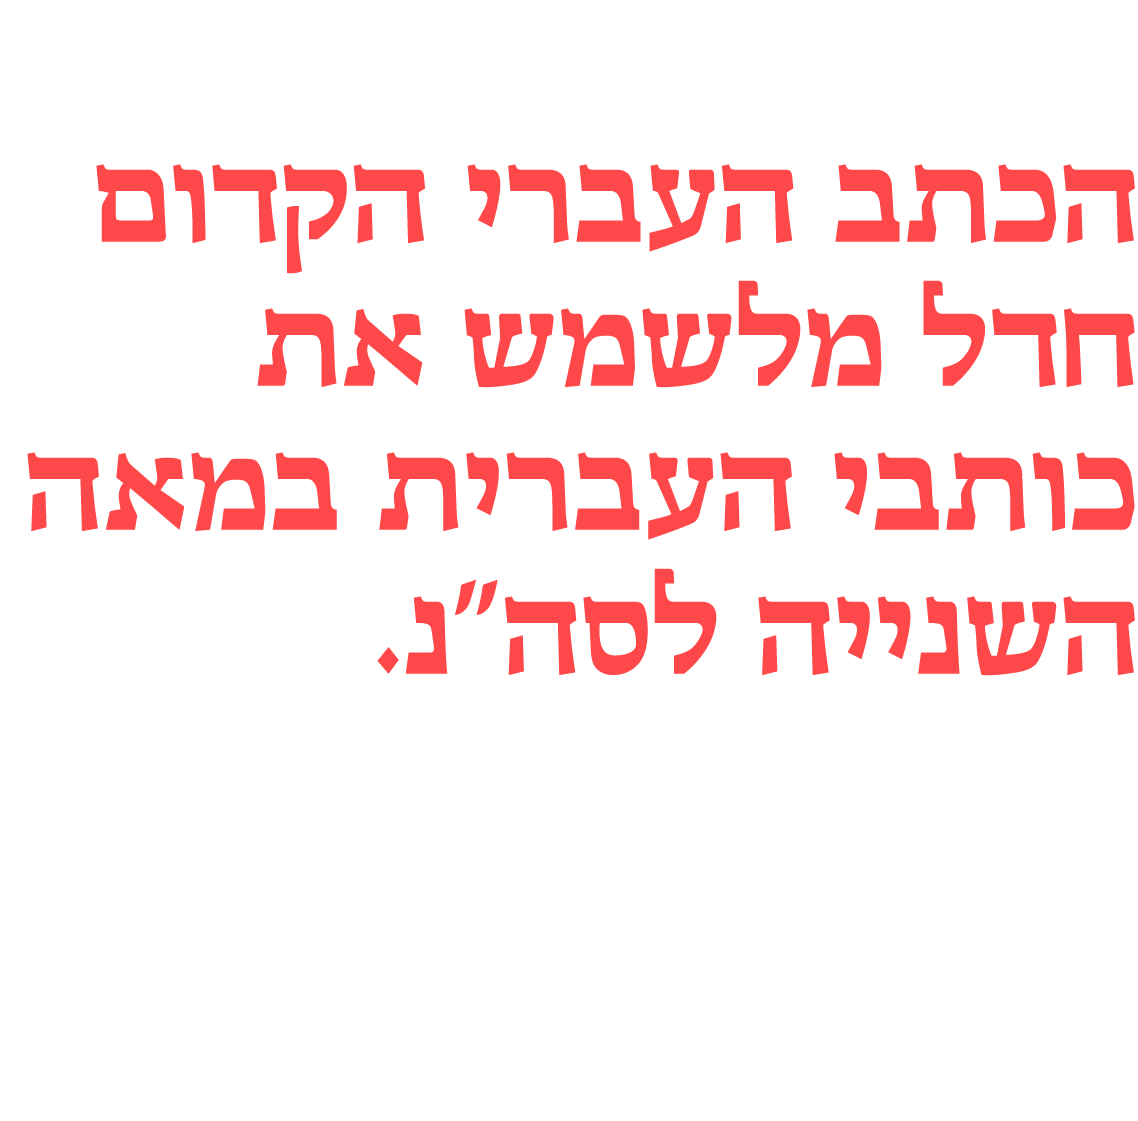 הכתב העברי הקדום
חדל מלשמש את
כותבי העברית במאה
השנייה לסה"נ.